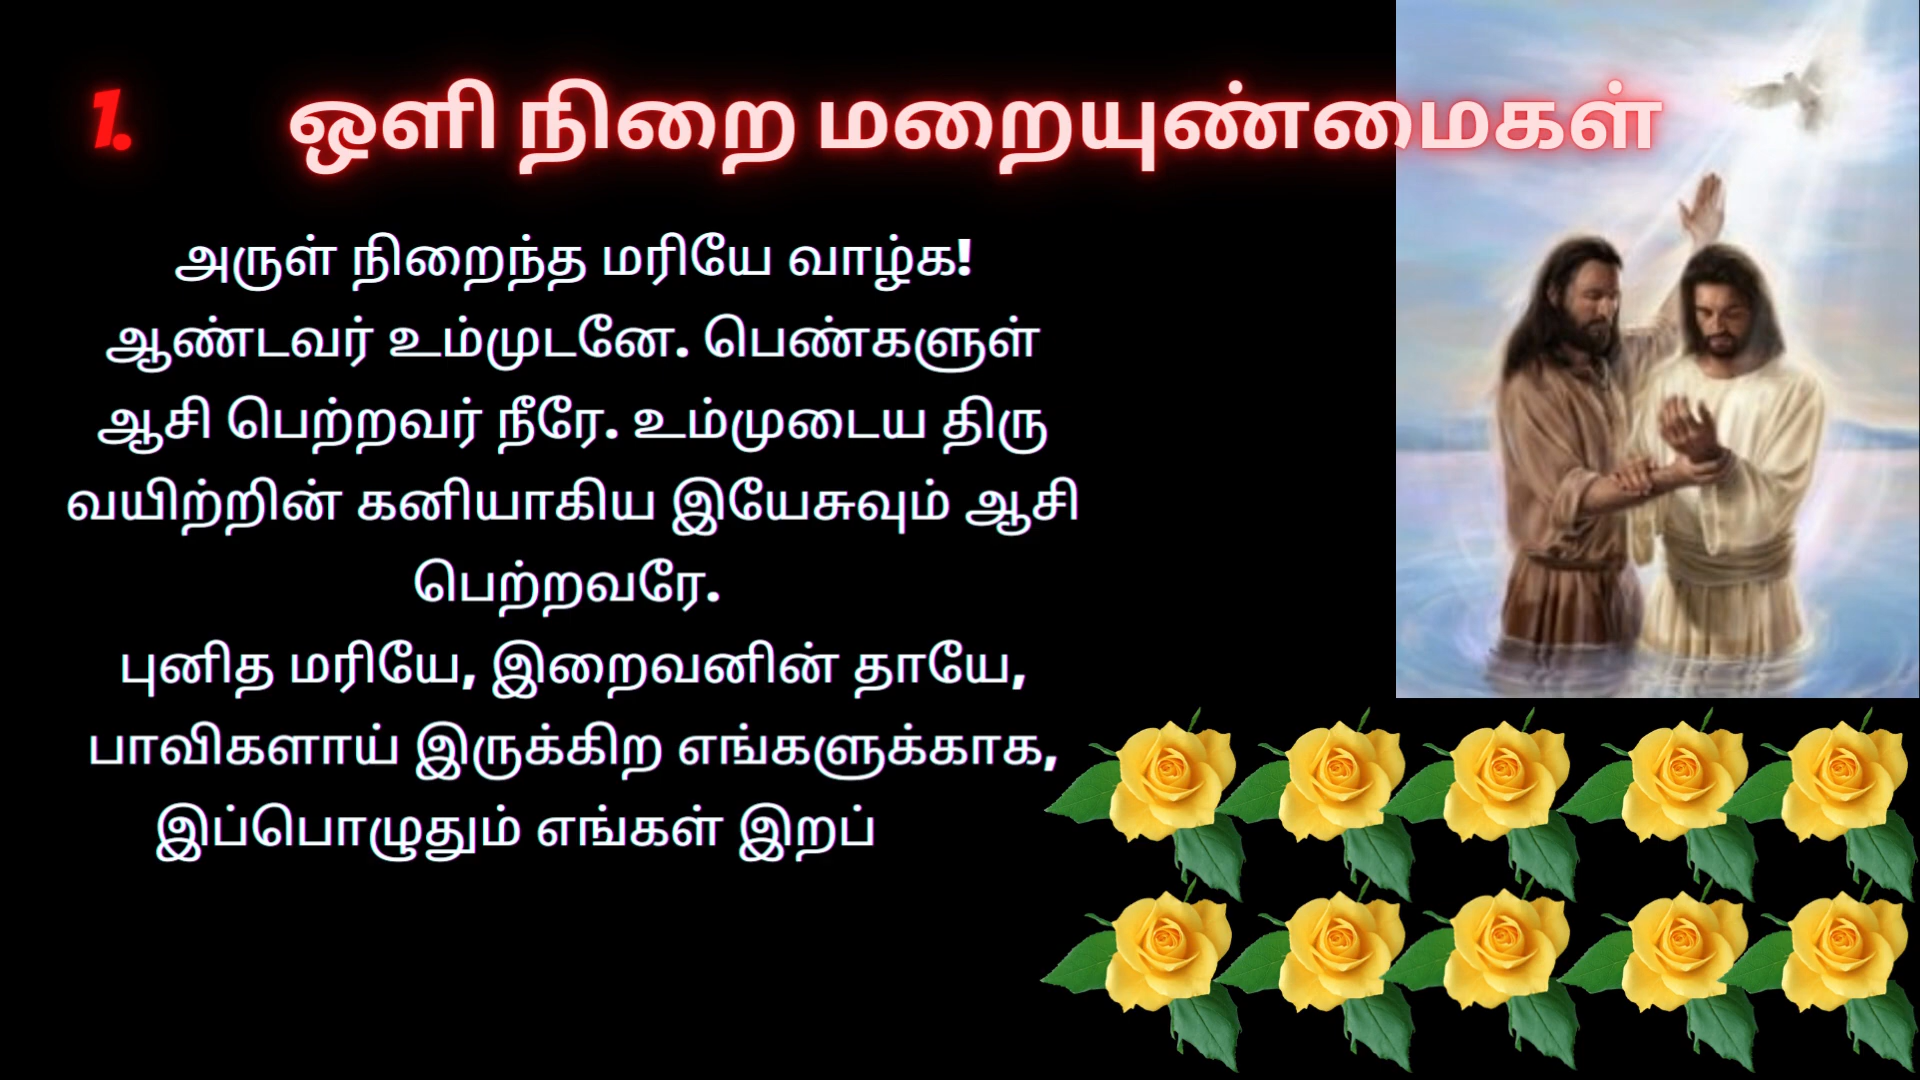 1. ஒளி நிறை மறையுண்மைகள்
அருள் நிறைந்த மரியே வாழ்க!
ஆண்டவர் உம்முடனே. பெண்களுள்
ஆசி பெற்றவர் நீரே. உம்முடைய திரு
வயிற்றின் கனியாகிய இயேசுவும் ஆசி
பெற்றவரே.
புனித மரியே, இறைவனின் தாயே,
பாவிகளாய் இருக்கிற எங்களுக்காக,
இப்பொழுதும் எங்கள் இறப்